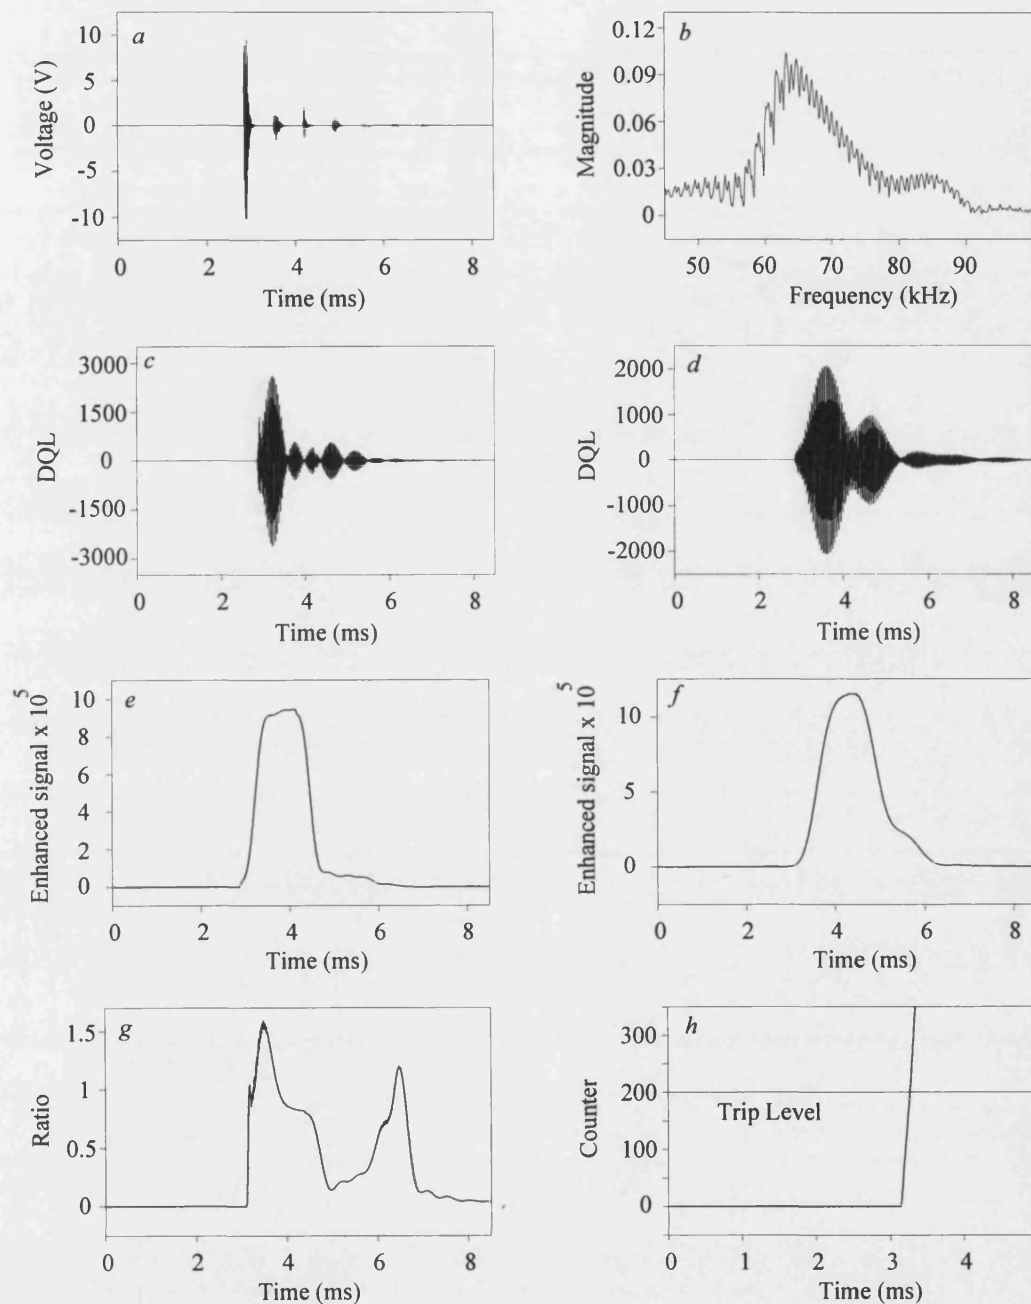 a
10
5
0
-5
-10
Voltage (V)
0 2 4 6 8
Time (ms)
b
0.12
0.09
0.06
0.03
0
Magnitude
50 60 70 80 90
Frequency (kHz)
c
3000
1500
0
-1500
-3000
DQL
0 2 4 6 8
Time (ms)
d
2000
1000
0
-1000
-2000
DQL
0 2 4 6 8
Time (ms)
e
10
8
6
4
2
0
Enhanced signal x 10 5
0 2 4 6 8
Time (ms)
f
10
5
0
Enhanced signal x 10 5
0 2 4 6 8
Time (ms)
g
1.5
1
0.5
0
Ratio
0 2 4 6 8
Time (ms)
h
300
200
100
0
Counter
Trip Level
0 1 2 3 4
Time (ms)